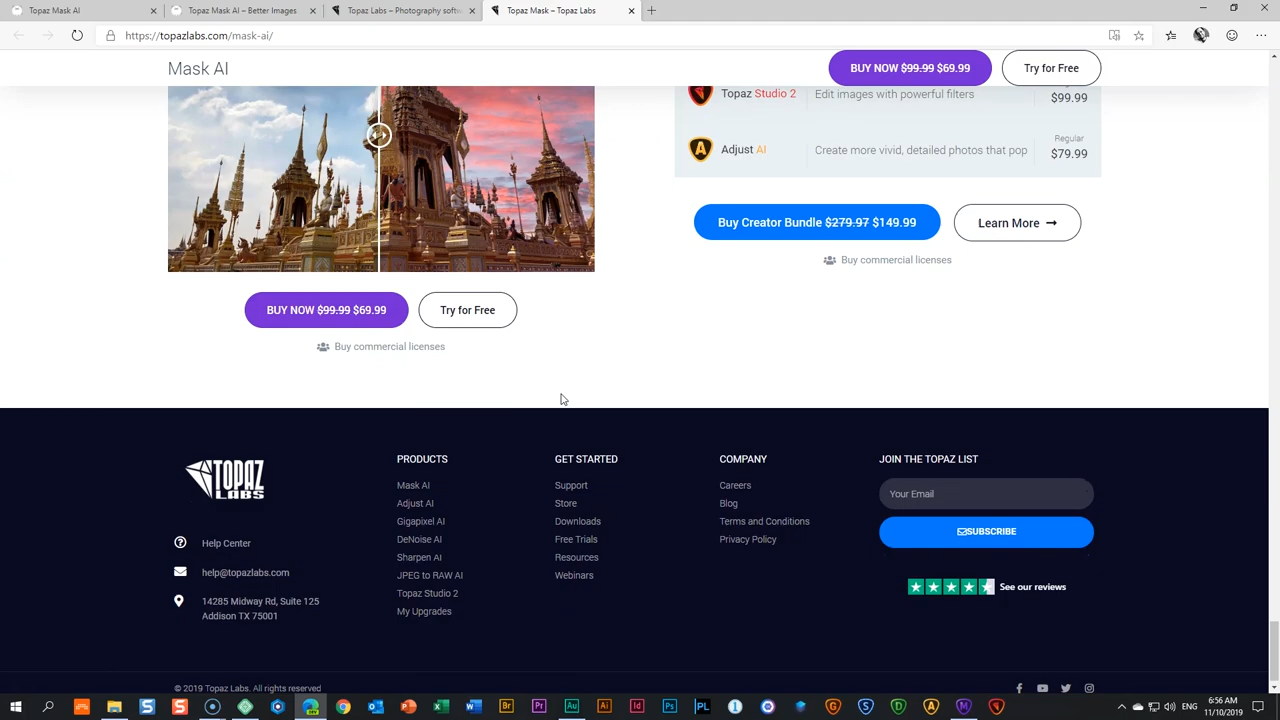 Mask AI
Mask AI – Better Images
Topaz Labs – Photography softw
Topaz Mask – Topaz Labs
https://topazlabs.com/mask-ai/
Mask AI
BUY NOW $99.99 $69.99
Try for Free
Topaz Studio 2
Edit images with powerful filters
$99.99
Adjust AI
Create more vivid, detailed photos that pop
Regular
$79.99
Buy Creator Bundle $279.97 $149.99
Learn More
Buy commercial licenses
BUY NOW $99.99 $69.99
Try for Free
Buy commercial licenses
TOPAZ
LABS
Help Center
help@topazlabs.com
14285 Midway Rd, Suite 125
Addison TX 75001
PRODUCTS
Mask AI
Adjust AI
Gigapixel AI
DeNoise AI
Sharpen AI
JPEG to RAW AI
Topaz Studio 2
My Upgrades
GET STARTED
Support
Store
Downloads
Free Trials
Resources
Webinars
COMPANY
Careers
Blog
Terms and Conditions
Privacy Policy
JOIN THE TOPAZ LIST
Your Email
SUBSCRIBE
See our reviews
© 2019 Topaz Labs. All rights reserved
6:56 AM
11/10/2019